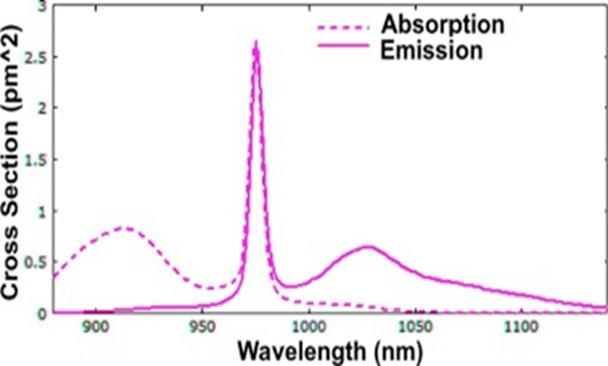 3
2.5
2
1.5
1
0.5
0
Cross Section (pm^2)
Absorption
Emission
900 950 1000 1050 1100
Wavelength (nm)